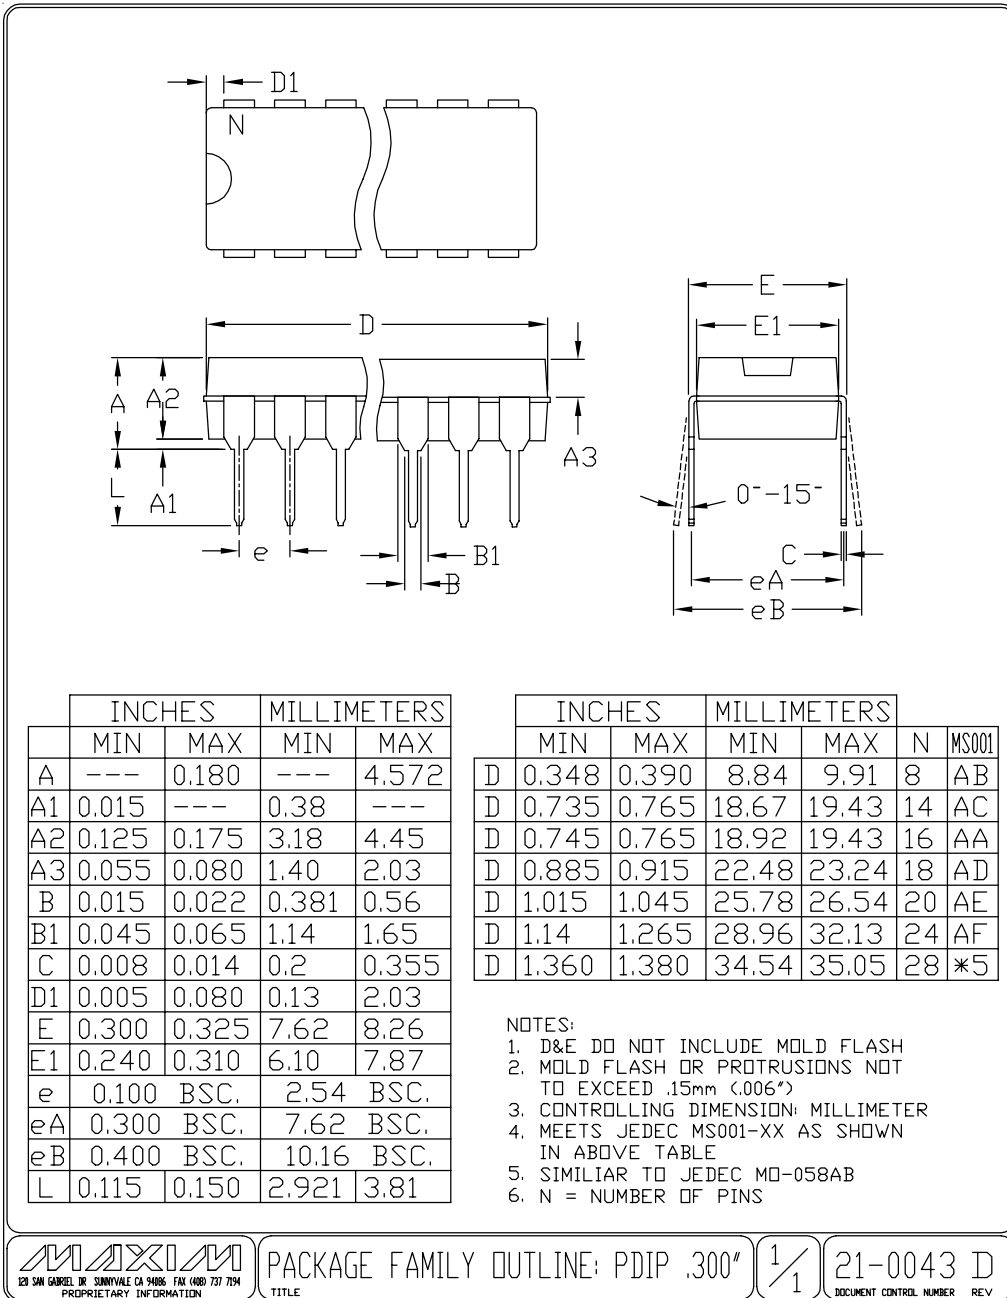 D1
N
E
D
E1
A
A2
A3
L
A1
0°-15°
e
B1
C
B
eA
eB
INCHES MILLIMETERS
MIN MAX MIN MAX
A --- 0.180 --- 4.572
A1 0.015 --- 0.38 ---
A2 0.125 0.175 3.18 4.45
A3 0.055 0.080 1.40 2.03
B 0.015 0.022 0.381 0.56
B1 0.045 0.065 1.14 1.65
C 0.008 0.014 0.2 0.355
D1 0.005 0.080 0.13 2.03
E 0.300 0.325 7.62 8.26
E1 0.240 0.310 6.10 7.87
e 0.100 BSC. 2.54 BSC.
eA 0.300 BSC. 7.62 BSC.
eB 0.400 BSC. 10.16 BSC.
L 0.115 0.150 2.921 3.81
INCHES MILLIMETERS
MIN MAX MIN MAX N MS001
D 0.348 0.390 8.84 9.91 8 AB
D 0.735 0.765 18.67 19.43 14 AC
D 0.745 0.765 18.92 19.43 16 AA
D 0.885 0.915 22.48 23.24 18 AD
D 1.015 1.045 25.78 26.54 20 AE
D 1.14 1.265 28.96 32.13 24 AF
D 1.360 1.380 34.54 35.05 28 *5
NOTES:
1. D&E DO NOT INCLUDE MOLD FLASH
2. MOLD FLASH OR PROTRUSIONS NOT
TO EXCEED .15mm (.006")
3. CONTROLLING DIMENSION: MILLIMETER
4. MEETS JEDEC MS001-XX AS SHOWN
IN ABOVE TABLE
5. SIMILIAR TO JEDEC MO-058AB
6. N = NUMBER OF PINS
MAXIM
120 SAN GABRIEL DR SUNNYVALE CA 94086 FAX (408) 737 7194
PROPRIETARY INFORMATION
PACKAGE FAMILY OUTLINE: PDIP .300"
TITLE
1/1
21-0043 D
DOCUMENT CONTROL NUMBER REV